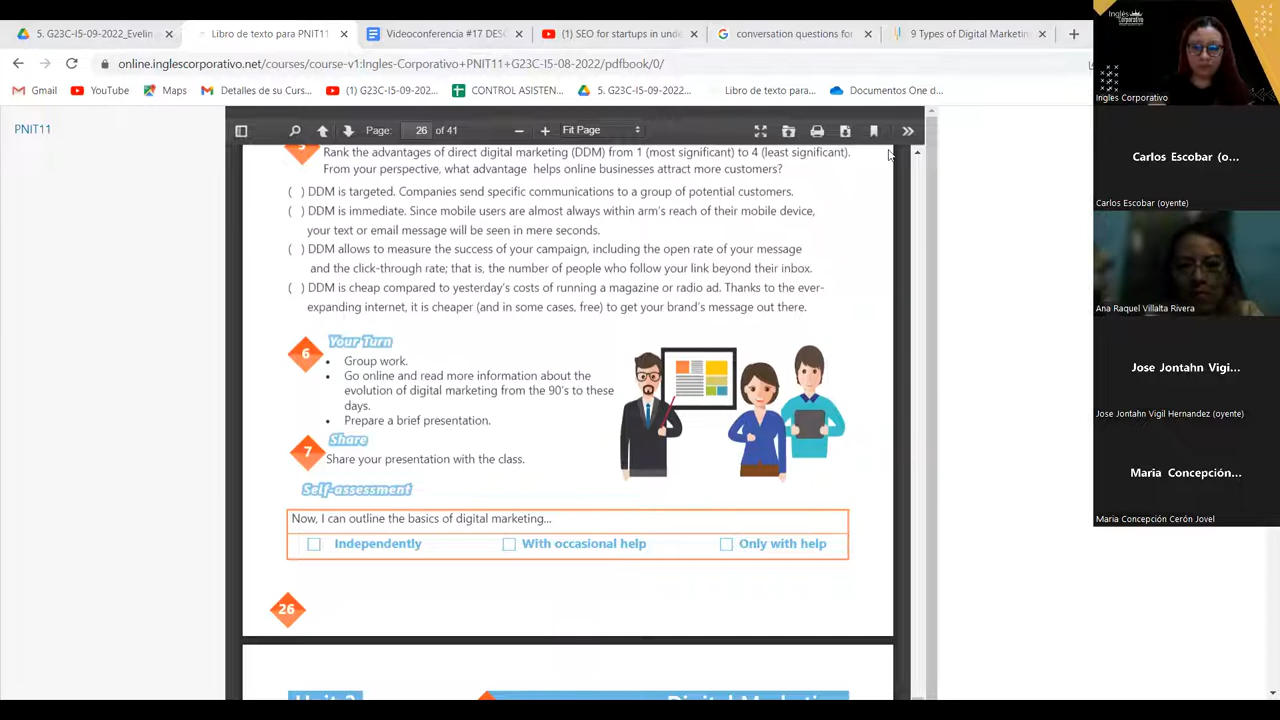 5. G23C-I5-09-2022_Evelin
Libro de texto para PNIT11
Videoconferencia #17 DESC
(1) SEO for startups in unde
conversation questions for
9 Types of Digital Marketin
online.inglescorporativo.net/courses/course-v1:Ingles-Corporativo+PNIT11+G23C-I5-08-2022/pdfbook/0/
Gmail
YouTube
Maps
Detalles de su Curs...
(1) G23C-I5-09-202...
CONTROL ASISTEN...
5. G23C-I5-09-2022...
Libro de texto para...
Documentos One d...
PNIT11
Page: 26 of 41
Fit Page
Rank the advantages of direct digital marketing (DDM) from 1 (most significant) to 4 (least significant).
From your perspective, what advantage helps online businesses attract more customers?
( ) DDM is targeted. Companies send specific communications to a group of potential customers.
( ) DDM is immediate. Since mobile users are almost always within arm's reach of their mobile device,
your text or email message will be seen in mere seconds.
( ) DDM allows to measure the success of your campaign, including the open rate of your message
and the click-through rate; that is, the number of people who follow your link beyond their inbox.
( ) DDM is cheap compared to yesterday's costs of running a magazine or radio ad. Thanks to the ever-
expanding internet, it is cheaper (and in some cases, free) to get your brand's message out there.
6
Your Turn
• Group work.
• Go online and read more information about the
evolution of digital marketing from the 90's to these
days.
• Prepare a brief presentation.
7
Share
Share your presentation with the class.
Self-assessment
Now, I can outline the basics of digital marketing...
Independently
With occasional help
Only with help
26
Inglés
Corporativo
Ingles Corporativo
Carlos Escobar (o...
Carlos Escobar (oyente)
Ana Raquel Villalta Rivera
Jose Jontahn Vigi...
Jose Jontahn Vigil Hernandez (oyente)
Maria Concepción...
Maria Concepción Cerón Jovel